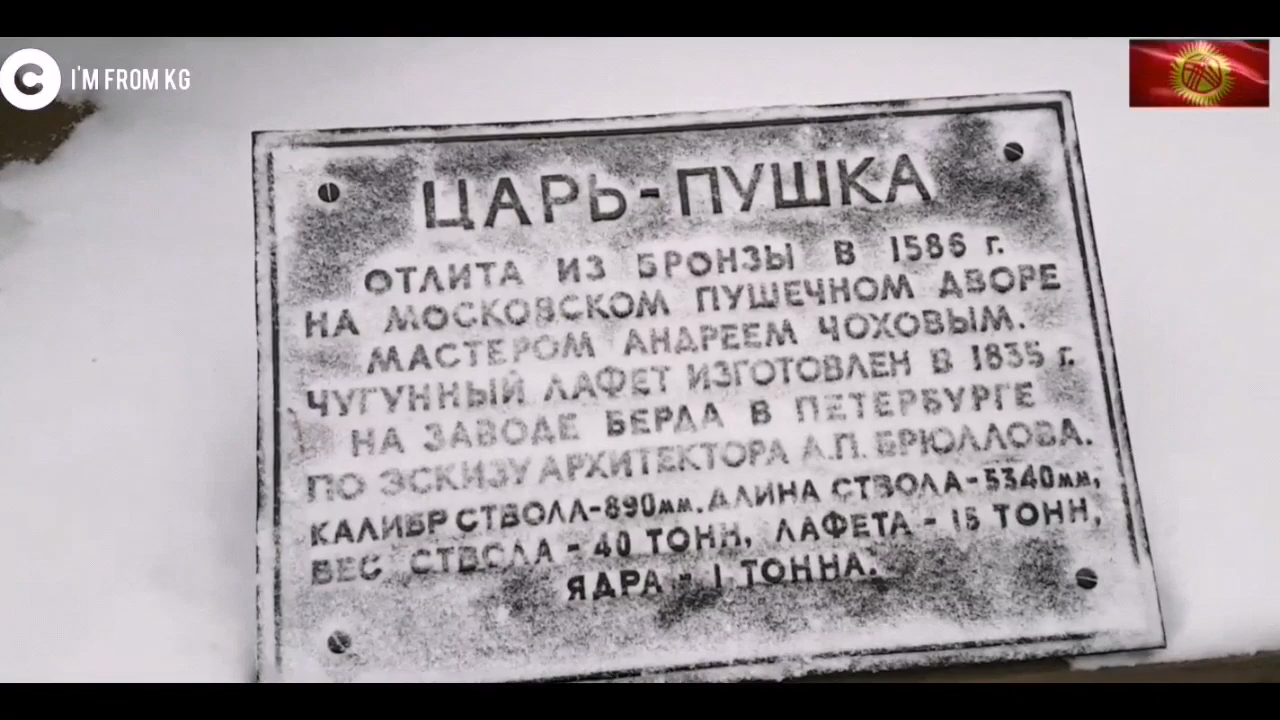 C I'M FROM KG
ЦАРЬ-ПУШКА
ОТЛИТА ИЗ БРОНЗЫ В 1586 г.
НА МОСКОВСКОМ ПУШЕЧНОМ ДВОРЕ
МАСТЕРОМ АНДРЕЕМ ЧОХОВЫМ.
ЧУГУННЫЙ ЛАФЕТ ИЗГОТОВЛЕН В 1835 г.
НА ЗАВОДЕ БЕРДА В ПЕТЕРБУРГЕ
ПО ЭСКИЗУ АРХИТЕКТОРА А.П. БРЮЛЛОВА.
КАЛИБР СТВОЛА-890мм. ДЛИНА СТВОЛА-5340мм,
ВЕС СТВОЛА - 40 ТОНН, ЛАФЕТА - 15 ТОНН,
ЯДРА - 1 ТОННА.